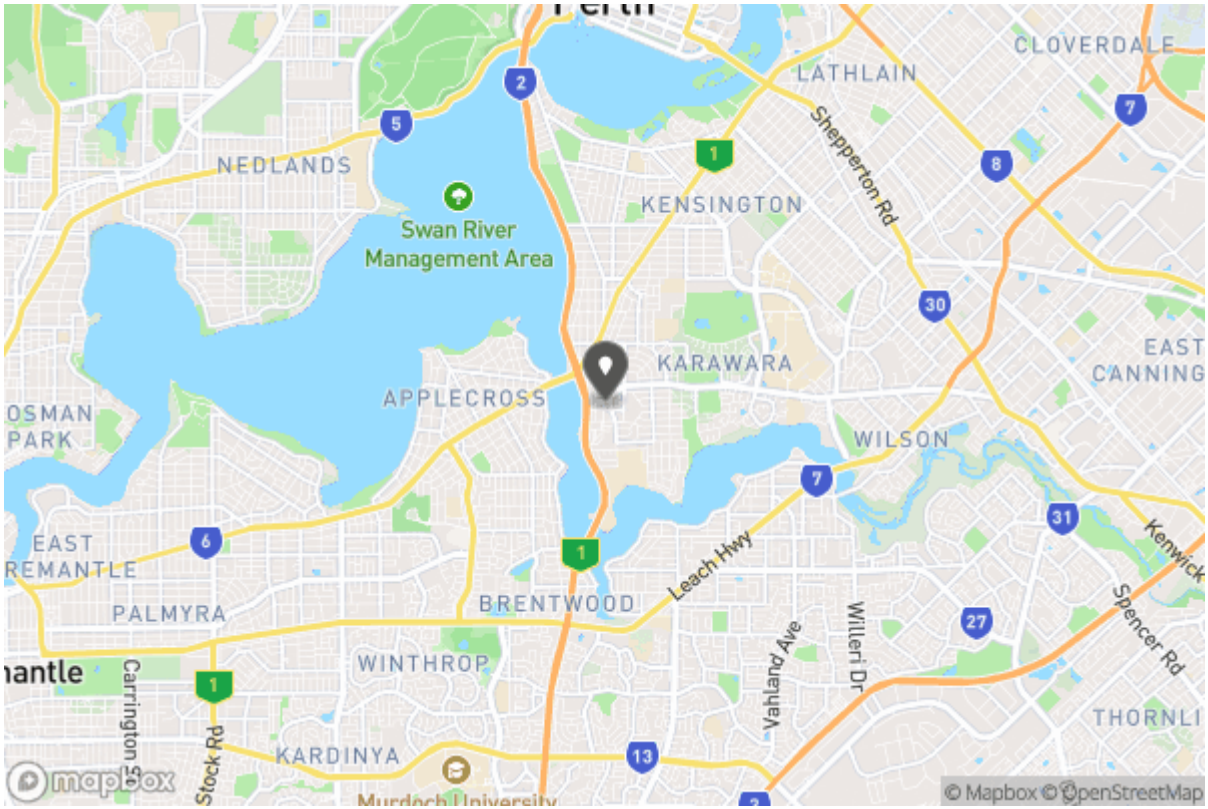 Perth
CLOVERDALE
LATHLAIN
2
7
5
Shepperton Rd
1
8
NEDLANDS
KENSINGTON
Swan River
Management Area
30
KARAWARA
EAST
CANNING
APPLECROSS
OSMAN
PARK
WILSON
7
31
6
EAST
REMANTLE
1
Kenwick
Leach Hwy
BRENTWOOD
PALMYRA
Willeri Dr
27
Spencer Rd
Vahland Ave
WINTHROP
mantle
1
Carrington St
Stock Rd
THORNLI
KARDINYA
13
mapbox
Murdoch University
2
© Mapbox © OpenStreetMap